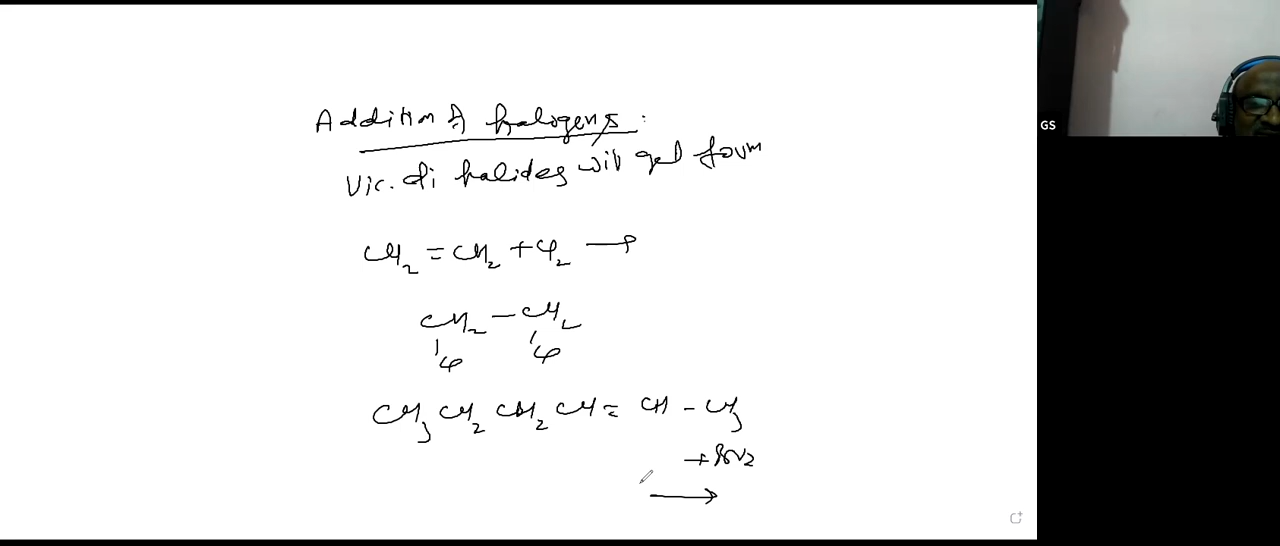 Addition of halogens:
Vic. di halides will get form
CH2 = CH2 + Cl2 →
CH2 - CH2
Cl Cl
CH3 CH2 CH2 CH = CH - CH3
+ Br2
→
GS